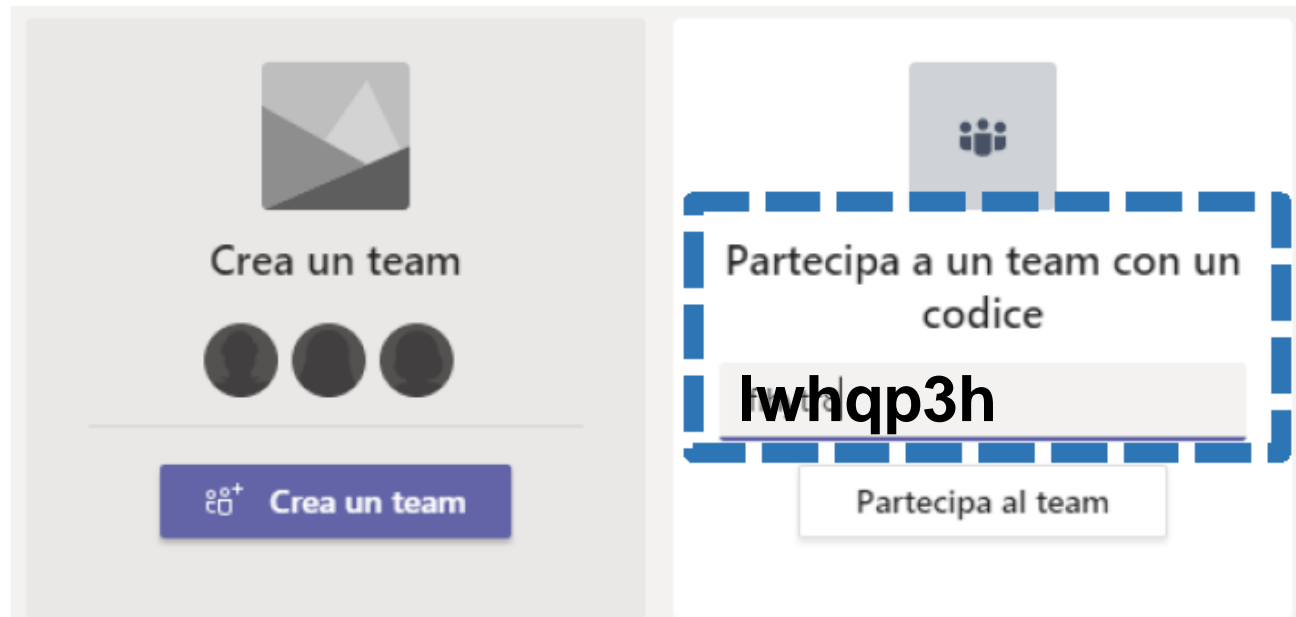 Crea un team
Crea un team
Partecipa a un team con un
codice
lwhqp3h
Partecipa al team